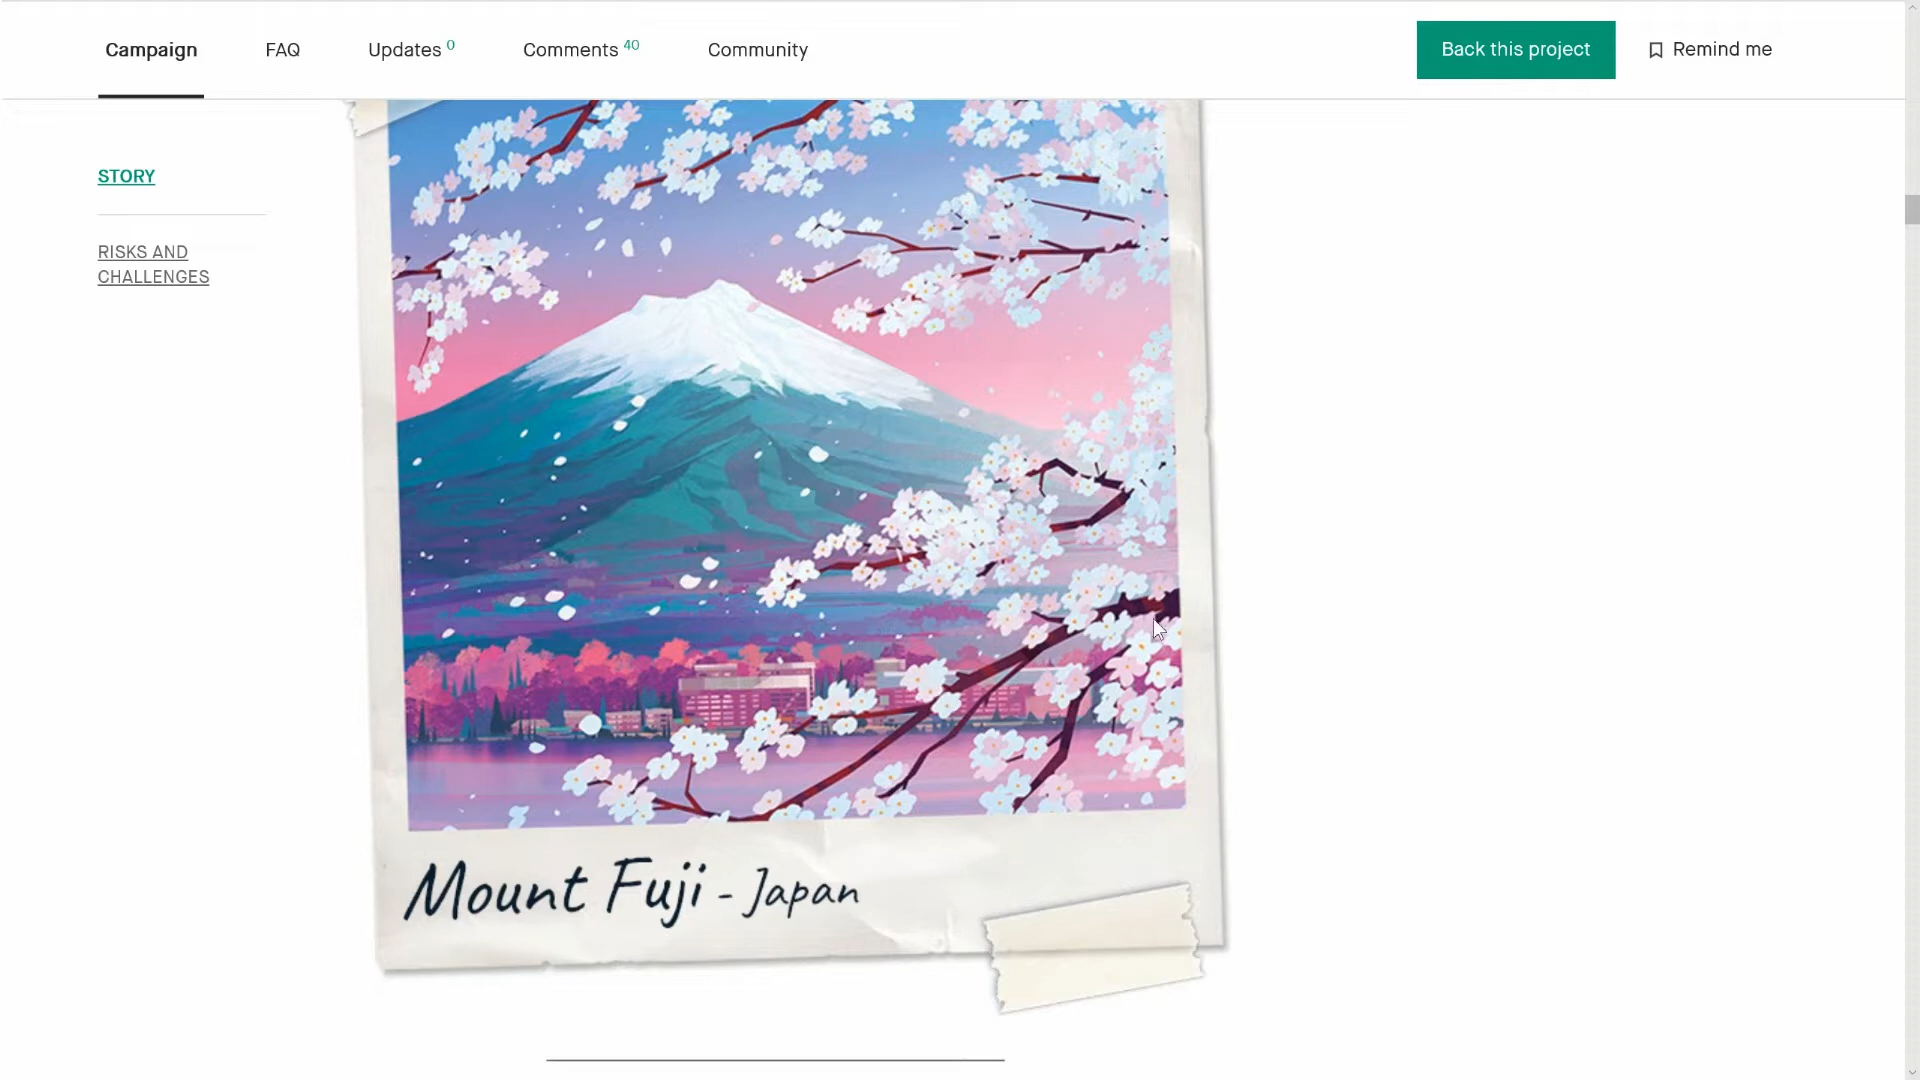 Campaign
FAQ
Updates 0
Comments 40
Community
Back this project
Remind me
STORY
RISKS AND
CHALLENGES
Mount Fuji - Japan